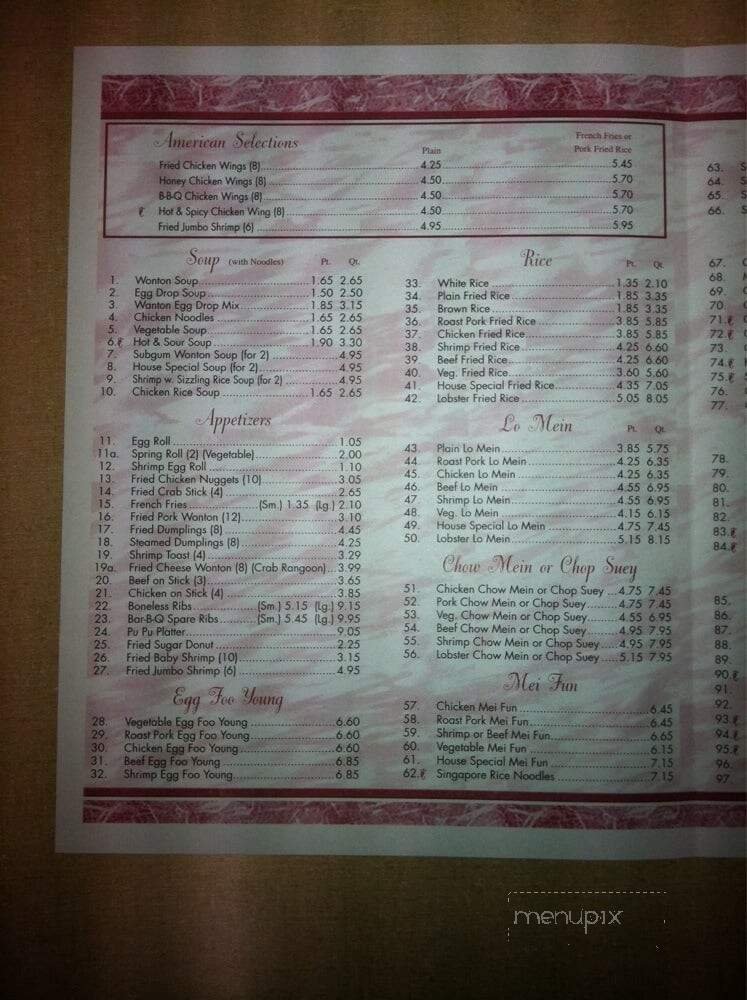 American Selections
Plain
French Fries or
Pork Fried Rice
Fried Chicken Wings (8) 4.25 5.45
Honey Chicken Wings (8) 4.50 5.70
B-B-Q Chicken Wings (8) 4.50 5.70
Hot & Spicy Chicken Wing (8) 4.50 5.70
Fried Jumbo Shrimp (6) 4.95 5.95
Soup (with Noodles) Pt. Qt.
1. Wonton Soup 1.65 2.65
2. Egg Drop Soup 1.50 2.50
3. Wanton Egg Drop Mix 1.85 3.15
4. Chicken Noodles 1.65 2.65
5. Vegetable Soup 1.65 2.65
6. Hot & Sour Soup 1.90 3.30
7. Subgum Wonton Soup (for 2) 4.95
8. House Special Soup (for 2) 4.95
9. Shrimp w. Sizzling Rice Soup (for 2) 4.95
10. Chicken Rice Soup 1.65 2.65
Appetizers
11. Egg Roll 1.05
11a. Spring Roll (2) (Vegetable) 2.00
12. Shrimp Egg Roll 1.10
13. Fried Chicken Nuggets (10) 3.05
14. Fried Crab Stick (4) 2.65
15. French Fries (Sm.) 1.35 (Lg.) 2.10
16. Fried Pork Wonton (12) 3.10
17. Fried Dumplings (8) 4.45
18. Steamed Dumplings (8) 4.25
19. Shrimp Toast (4) 3.29
19a. Fried Cheese Wonton (8) (Crab Rangoon) 3.99
20. Beef on Stick (3) 3.65
21. Chicken on Stick (4) 3.85
22. Boneless Ribs (Sm.) 5.15 (Lg.) 9.15
23. Bar-B-Q Spare Ribs (Sm.) 5.45 (Lg.) 9.95
24. Pu Pu Platter 9.05
25. Fried Sugar Donut 2.25
26. Fried Baby Shrimp (10) 3.15
27. Fried Jumbo Shrimp (6) 4.95
Egg Foo Young
28. Vegetable Egg Foo Young 6.60
29. Roast Pork Egg Foo Young 6.60
30. Chicken Egg Foo Young 6.60
31. Beef Egg Foo Young 6.85
32. Shrimp Egg Foo Young 6.85
Rice Pt. Qt.
33. White Rice 1.35 2.10
34. Plain Fried Rice 1.85 3.35
35. Brown Rice 1.85 3.35
36. Roast Pork Fried Rice 3.85 5.85
37. Chicken Fried Rice 3.85 5.85
38. Shrimp Fried Rice 4.25 6.60
39. Beef Fried Rice 4.25 6.60
40. Veg. Fried Rice 3.60 5.60
41. House Special Fried Rice 4.35 7.05
42. Lobster Fried Rice 5.05 8.05
Lo Mein Pt. Qt.
43. Plain Lo Mein 3.85 5.75
44. Roast Pork Lo Mein 4.25 6.35
45. Chicken Lo Mein 4.25 6.35
46. Beef Lo Mein 4.55 6.95
47. Shrimp Lo Mein 4.55 6.95
48. Veg. Lo Mein 4.15 6.15
49. House Special Lo Mein 4.75 7.45
50. Lobster Lo Mein 5.15 8.15
Chow Mein or Chop Suey
51. Chicken Chow Mein or Chop Suey 4.75 7.45
52. Pork Chow Mein or Chop Suey 4.75 7.45
53. Veg. Chow Mein or Chop Suey 4.55 6.95
54. Beef Chow Mein or Chop Suey 4.95 7.95
55. Shrimp Chow Mein or Chop Suey 4.95 7.95
56. Lobster Chow Mein or Chop Suey 5.15 7.95
Mei Fun
57. Chicken Mei Fun 6.45
58. Roast Pork Mei Fun 6.45
59. Shrimp or Beef Mei Fun 6.65
60. Vegetable Mei Fun 6.15
61. House Special Mei Fun 7.15
62. Singapore Rice Noodles 7.15
63.
64.
65.
66.
67.
68.
69.
70.
71.
72.
73.
74.
75.
76.
77.
78.
79.
80.
81.
82.
83.
84.
85.
86.
87.
88.
89.
90.
91.
92.
93.
94.
95.
96.
97.
menupix